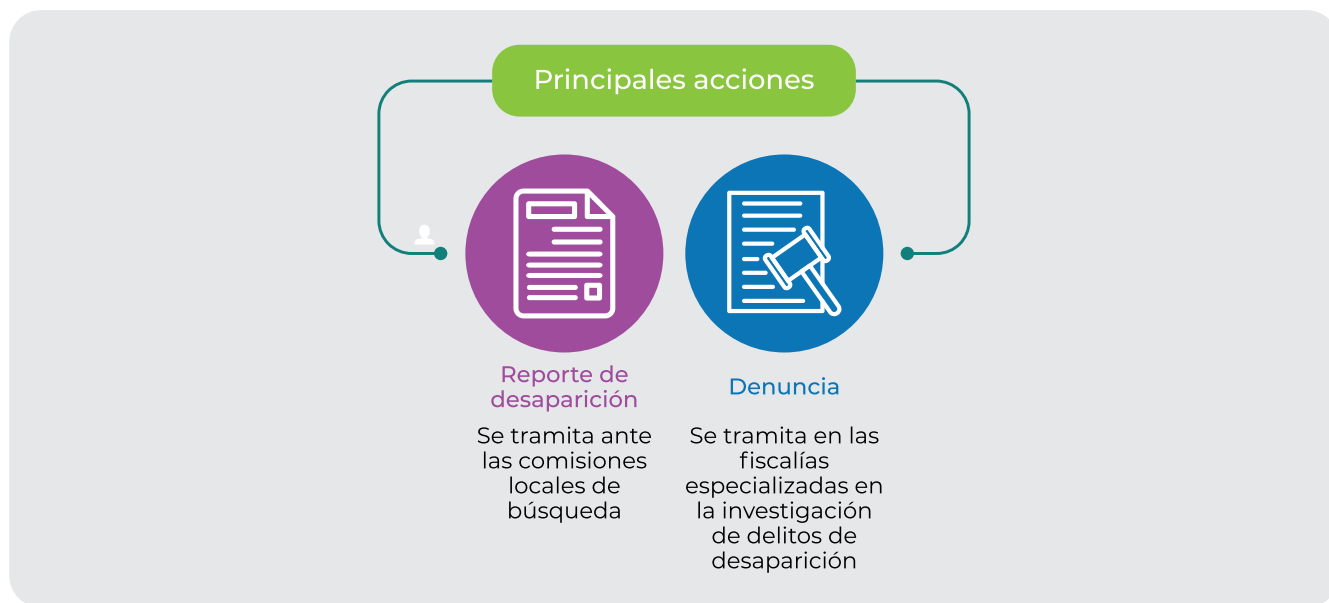 Principales acciones
Reporte de
desaparición
Se tramita ante
las comisiones
locales de
búsqueda
Denuncia
Se tramita en las
fiscalías
especializadas en
la investigación
de delitos de
desaparición